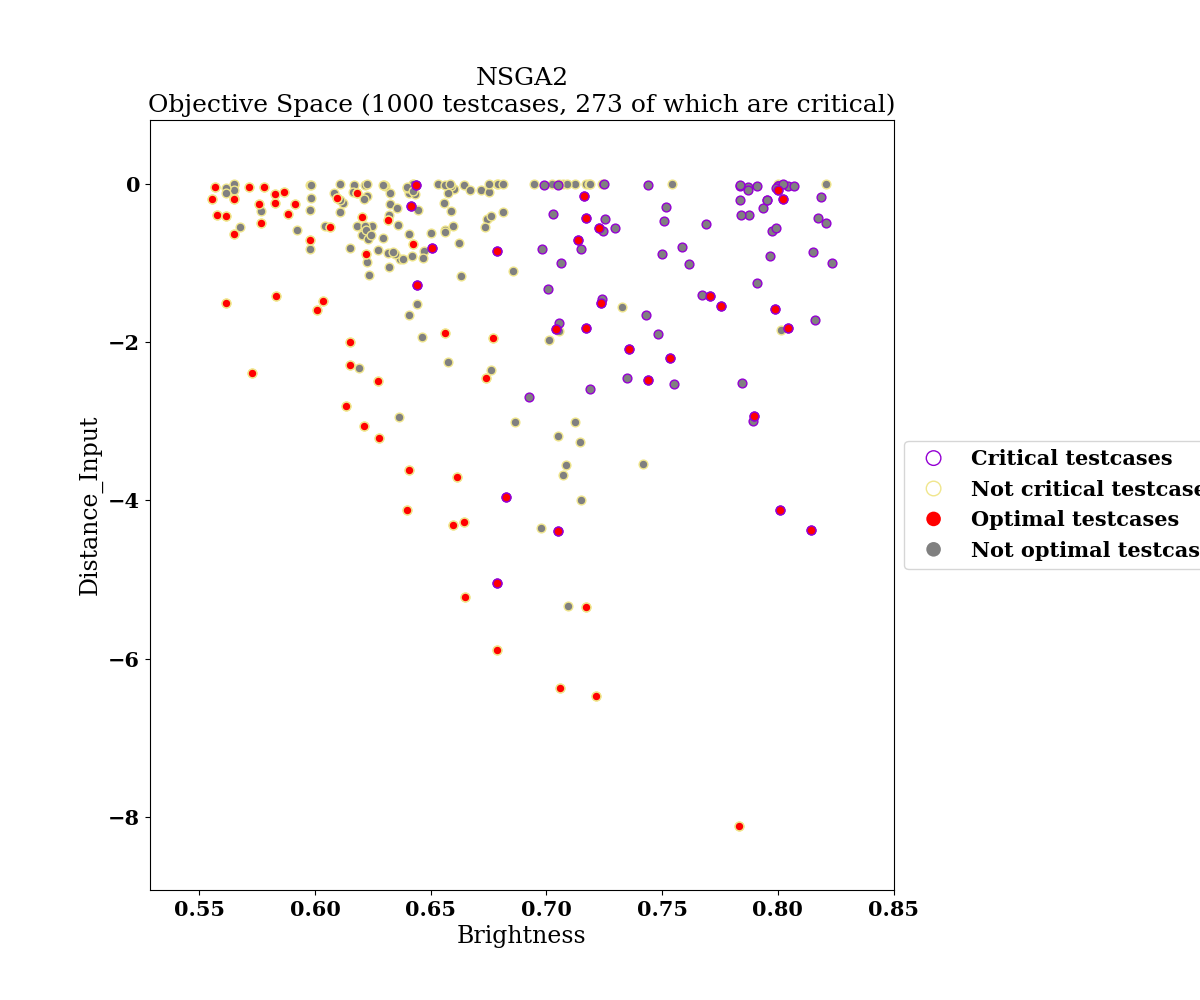 NSGA2
Objective Space (1000 testcases, 273 of which are critical)
0
−2
−4
−6
−8
Distance_Input
0.55 0.60 0.65 0.70 0.75 0.80 0.85
Brightness
Critical testcases
Not critical testcase
Optimal testcases
Not optimal testcas